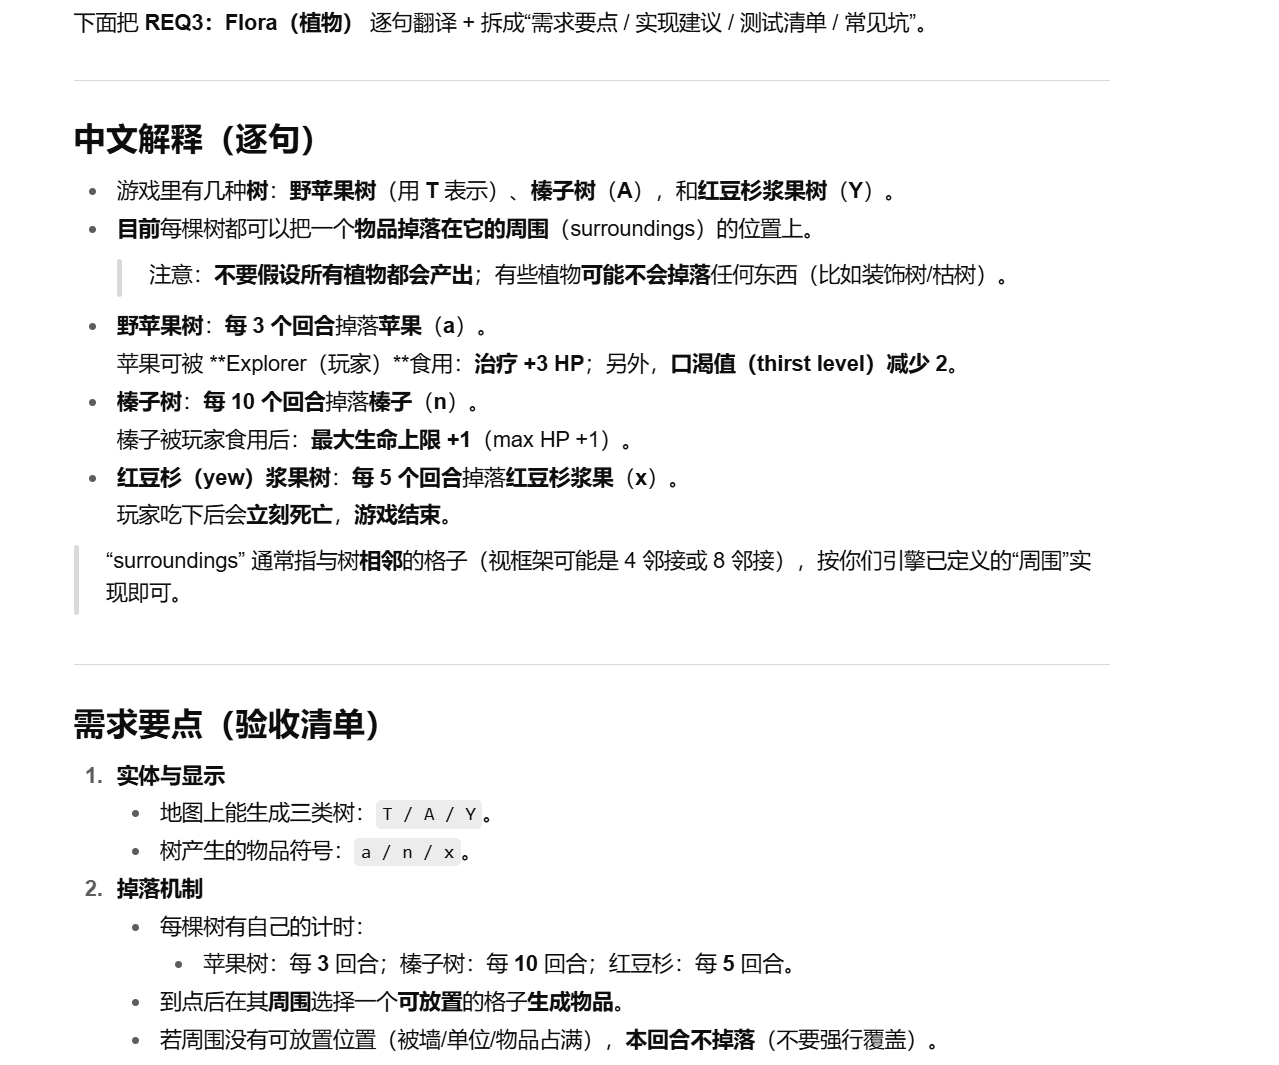 下面把 REQ3：Flora（植物） 逐句翻译 + 拆成“需求要点 / 实现建议 / 测试清单 / 常见坑”。
中文解释（逐句）
游戏里有几种树：野苹果树（用 T 表示）、榛子树（A），和红豆杉浆果树（Y）。
目前每棵树都可以把一个物品掉落在它的周围（surroundings）的位置上。
注意：不要假设所有植物都会产出；有些植物可能不会掉落任何东西（比如装饰树/枯树）。
野苹果树：每 3 个回合掉落苹果（a）。
苹果可被 **Explorer（玩家）**食用：治疗 +3 HP；另外，口渴值（thirst level）减少 2。
榛子树：每 10 个回合掉落榛子（n）。
榛子被玩家食用后：最大生命上限 +1（max HP +1）。
红豆杉（yew）浆果树：每 5 个回合掉落红豆杉浆果（x）。
玩家吃下后会立刻死亡，游戏结束。
“surroundings” 通常指与树相邻的格子（视框架可能是 4 邻接或 8 邻接），按你们引擎已定义的“周围”实
现即可。
需求要点（验收清单）
1. 实体与显示
地图上能生成三类树：T / A / Y。
树产生的物品符号：a / n / x。
2. 掉落机制
每棵树有自己的计时：
苹果树：每 3 回合；榛子树：每 10 回合；红豆杉：每 5 回合。
到点后在其周围选择一个可放置的格子生成物品。
若周围没有可放置位置（被墙/单位/物品占满），本回合不掉落（不要强行覆盖）。